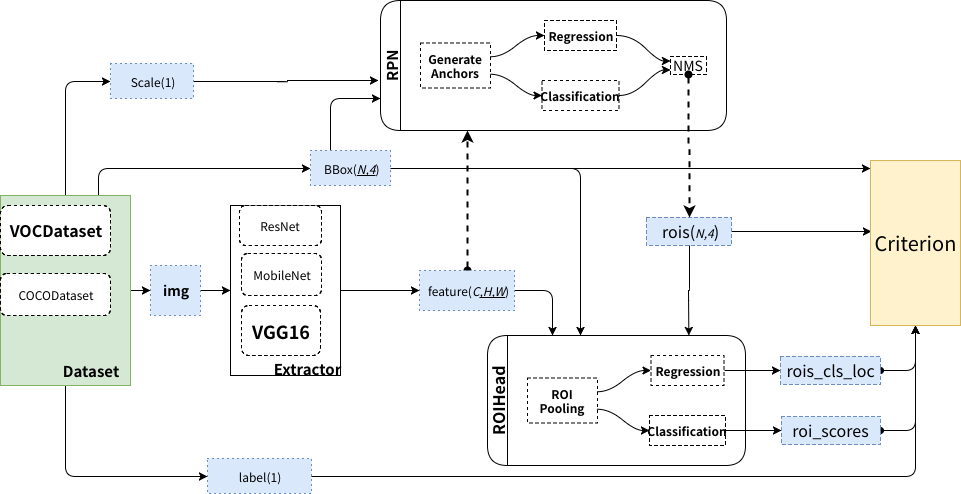 RPN
Generate
Anchors
Regression
Classification
NMS
Scale(1)
BBox(N,4)
VOCDataset
COCODataset
Dataset
img
ResNet
MobileNet
VGG16
Extractor
feature(C,H,W)
rois(N,4)
Criterion
ROIHead
ROI
Pooling
Regression
Classification
rois_cls_loc
roi_scores
label(1)